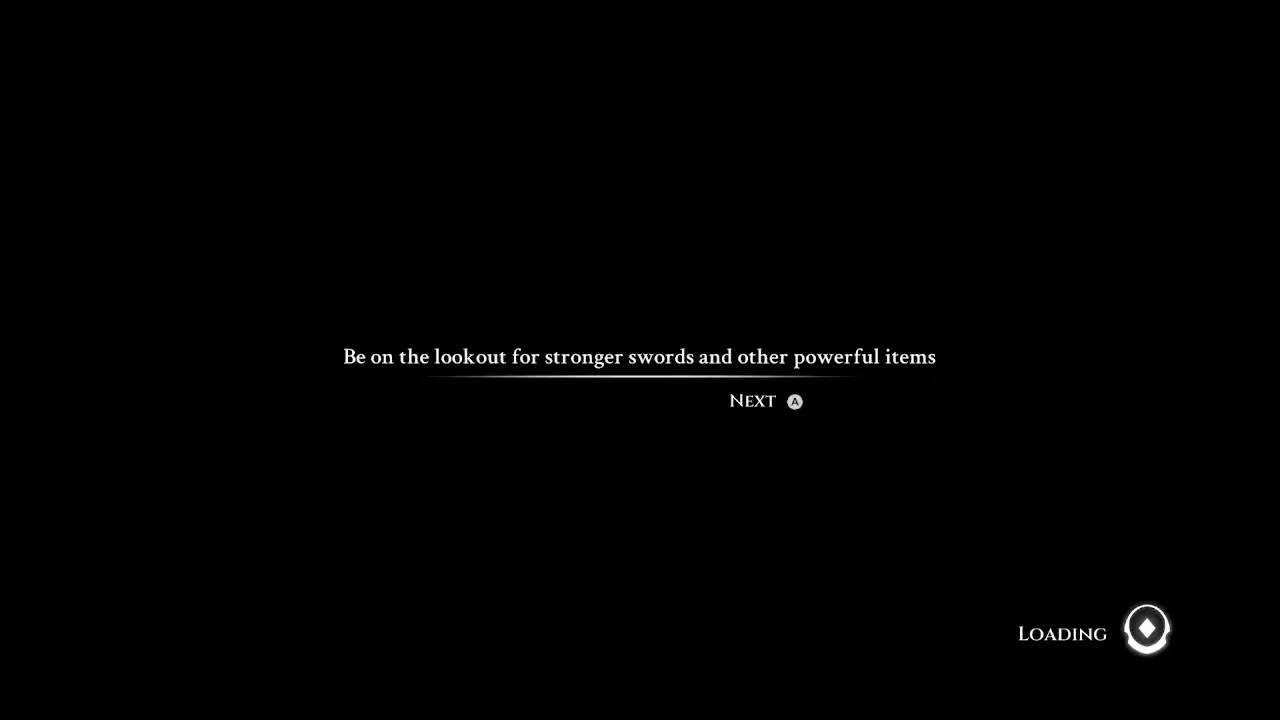 Be on the lookout for stronger swords and other powerful items
Next A
Loading